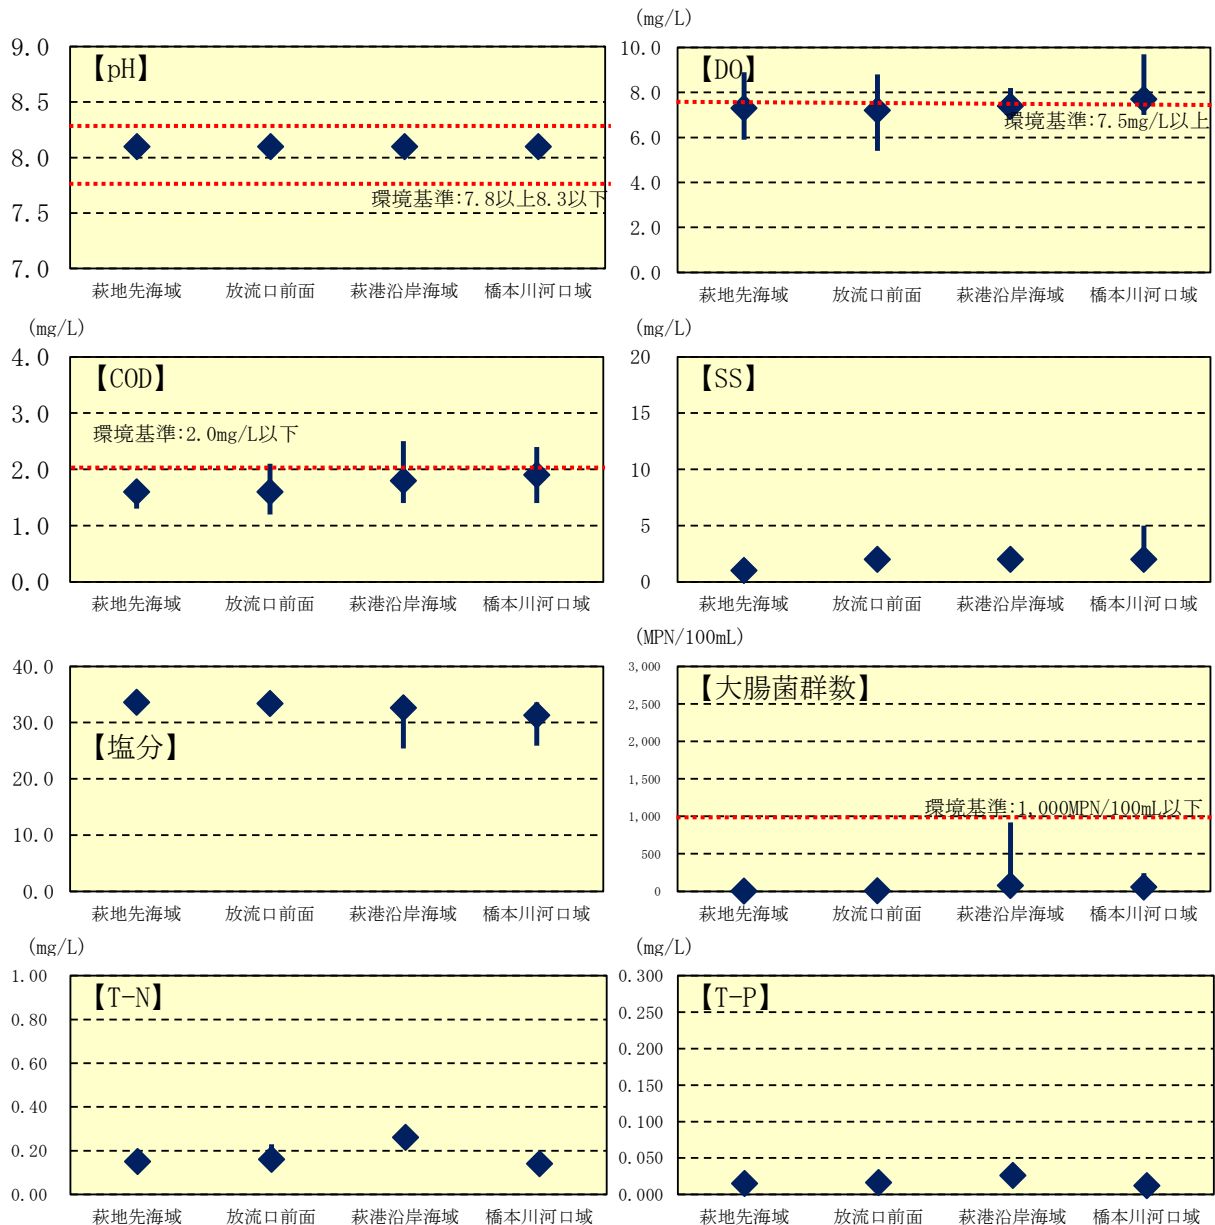 9.0
8.5
8.0
7.5
7.0
【pH】
環境基準:7.8以上8.3以下
萩地先海域 放流口前面 萩港沿岸海域 橋本川河口域
(mg/L)
10.0
8.0
6.0
4.0
2.0
0.0
【DO】
環境基準:7.5mg/L以上
萩地先海域 放流口前面 萩港沿岸海域 橋本川河口域
(mg/L)
4.0
3.0
2.0
1.0
0.0
【COD】
環境基準:2.0mg/L以下
萩地先海域 放流口前面 萩港沿岸海域 橋本川河口域
20
15
10
5
0
【SS】
萩地先海域 放流口前面 萩港沿岸海域 橋本川河口域
40.0
30.0
20.0
10.0
0.0
【塩分】
萩地先海域 放流口前面 萩港沿岸海域 橋本川河口域
(MPN/100mL)
3,000
2,500
2,000
1,500
1,000
500
0
【大腸菌群数】
環境基準:1,000MPN/100mL以下
萩地先海域 放流口前面 萩港沿岸海域 橋本川河口域
(mg/L)
1.00
0.80
0.60
0.40
0.20
0.00
【T-N】
萩地先海域 放流口前面 萩港沿岸海域 橋本川河口域
(mg/L)
0.300
0.250
0.200
0.150
0.100
0.050
0.000
【T-P】
萩地先海域 放流口前面 萩港沿岸海域 橋本川河口域